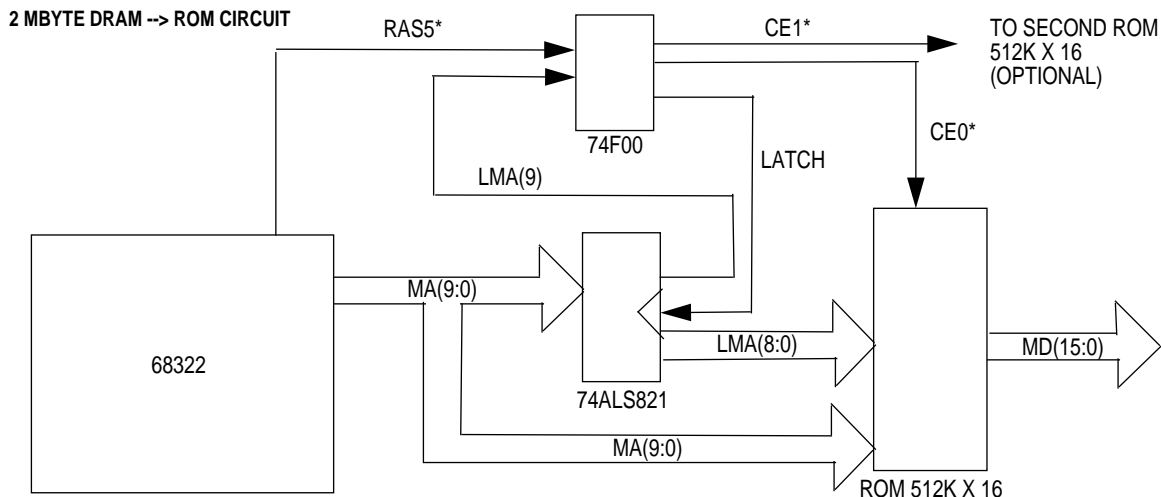 2 MBYTE DRAM --> ROM CIRCUIT
RAS5*
CE1*
TO SECOND ROM
512K X 16
(OPTIONAL)
74F00
CE0*
LATCH
LMA(9)
MA(9:0)
68322
LMA(8:0)
MD(15:0)
74ALS821
MA(9:0)
ROM 512K X 16